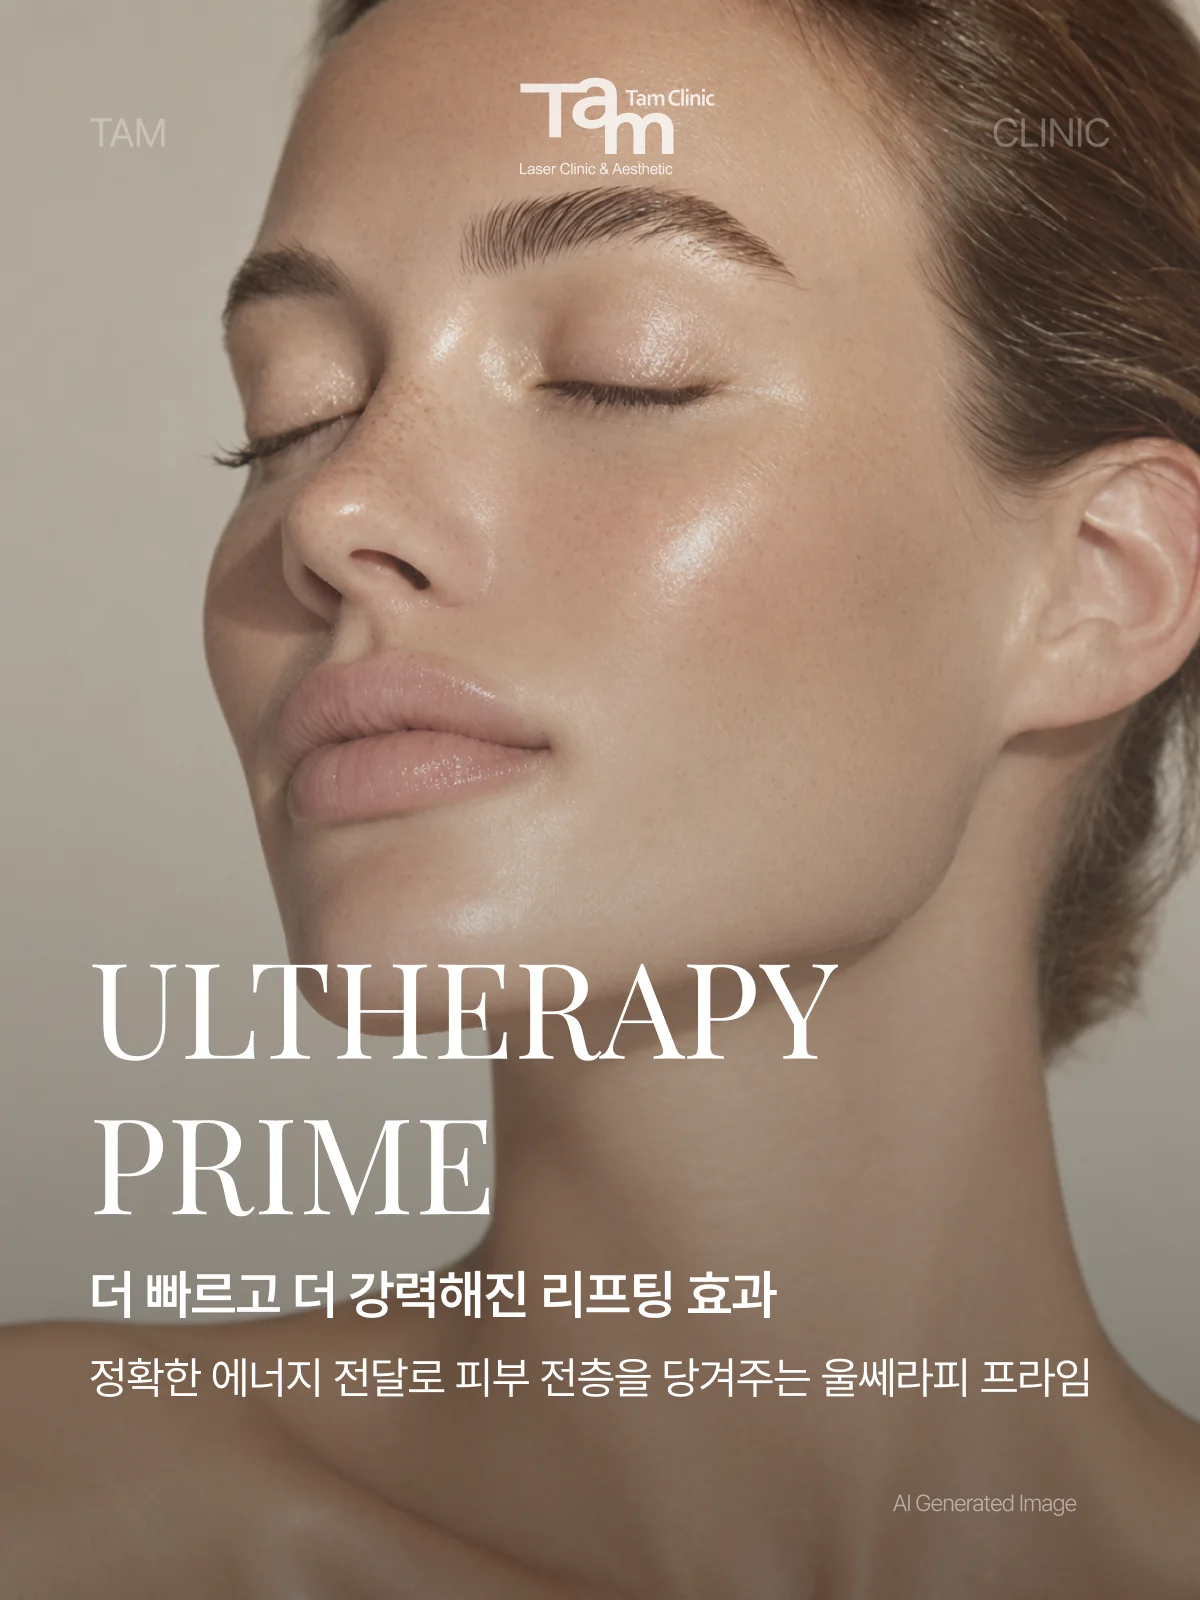 TAM
Tam
Tam Clinic
CLINIC
Laser Clinic & Aesthetic
ULTHERAPY
PRIME
더 빠르고 더 강력해진 리프팅 효과
정확한 에너지 전달로 피부 전층을 당겨주는 울쎄라피 프라임
AI Generated Image